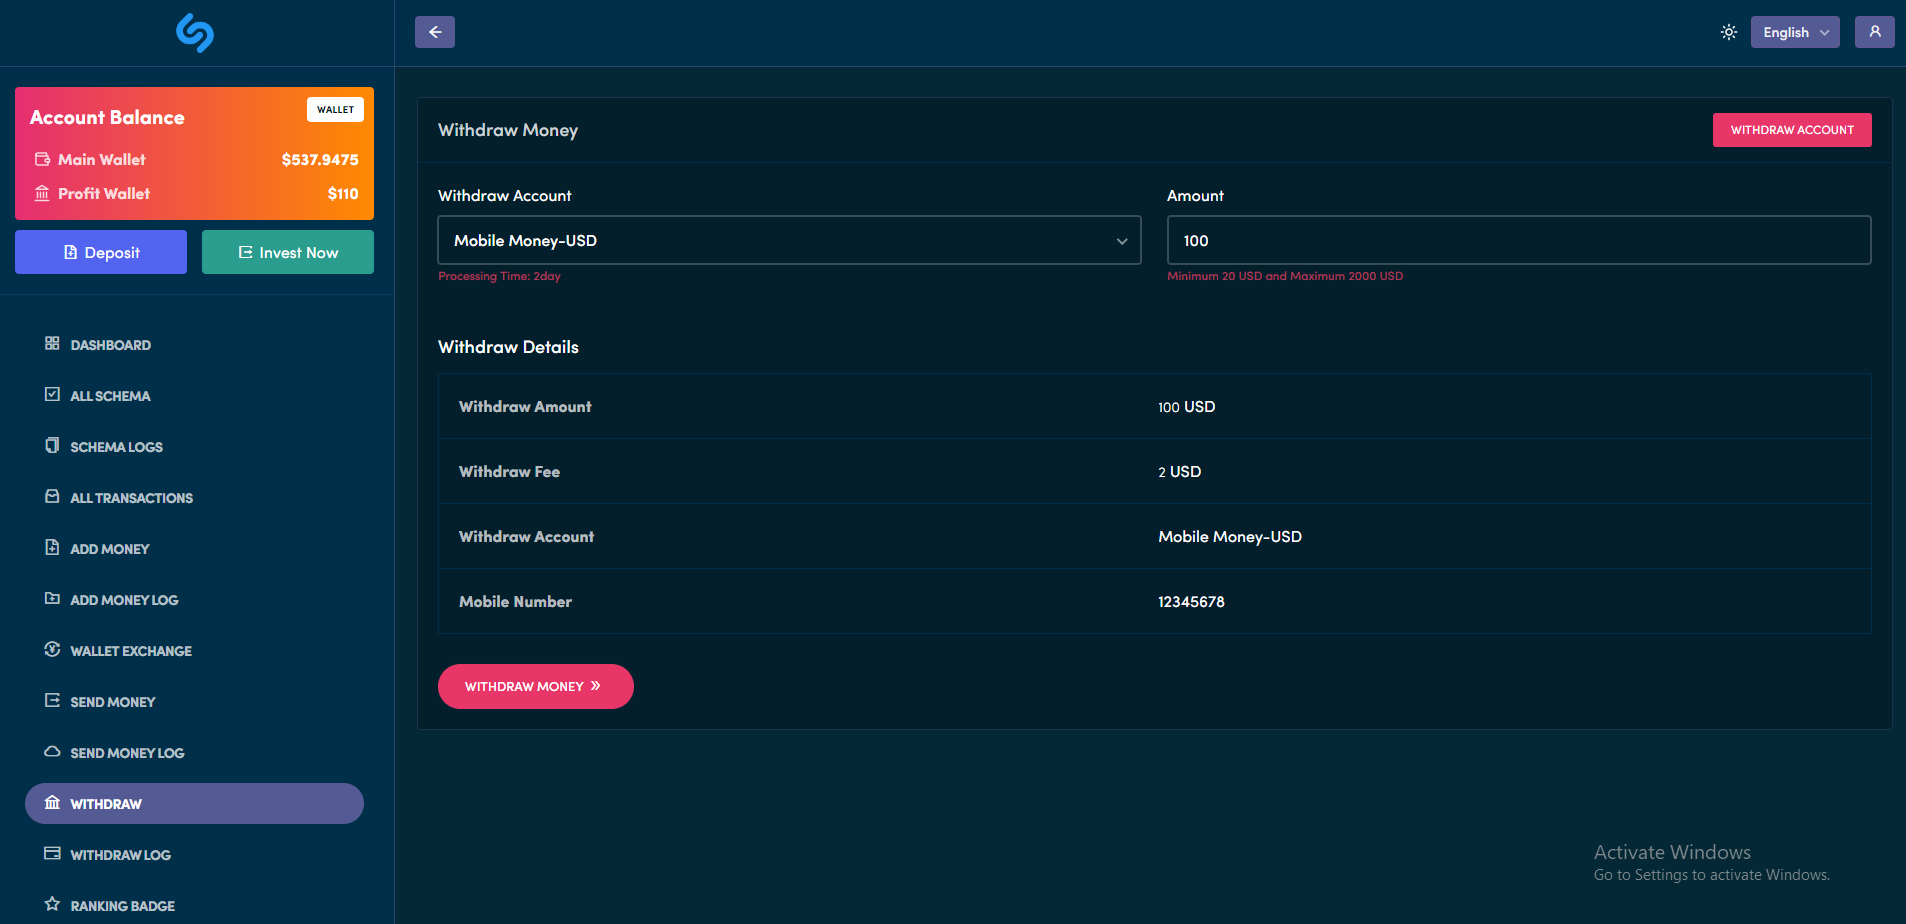 English
Account Balance
WALLET
Main Wallet $537.9475
Profit Wallet $110
Deposit
Invest Now
DASHBOARD
ALL SCHEMA
SCHEMA LOGS
ALL TRANSACTIONS
ADD MONEY
ADD MONEY LOG
WALLET EXCHANGE
SEND MONEY
SEND MONEY LOG
WITHDRAW
WITHDRAW LOG
RANKING BADGE
Withdraw Money
WITHDRAW ACCOUNT
Withdraw Account
Mobile Money-USD
Processing Time: 2day
Amount
100
Minimum 20 USD and Maximum 2000 USD
Withdraw Details
Withdraw Amount 100 USD
Withdraw Fee 2 USD
Withdraw Account Mobile Money-USD
Mobile Number 12345678
WITHDRAW MONEY »
Activate Windows
Go to Settings to activate Windows.